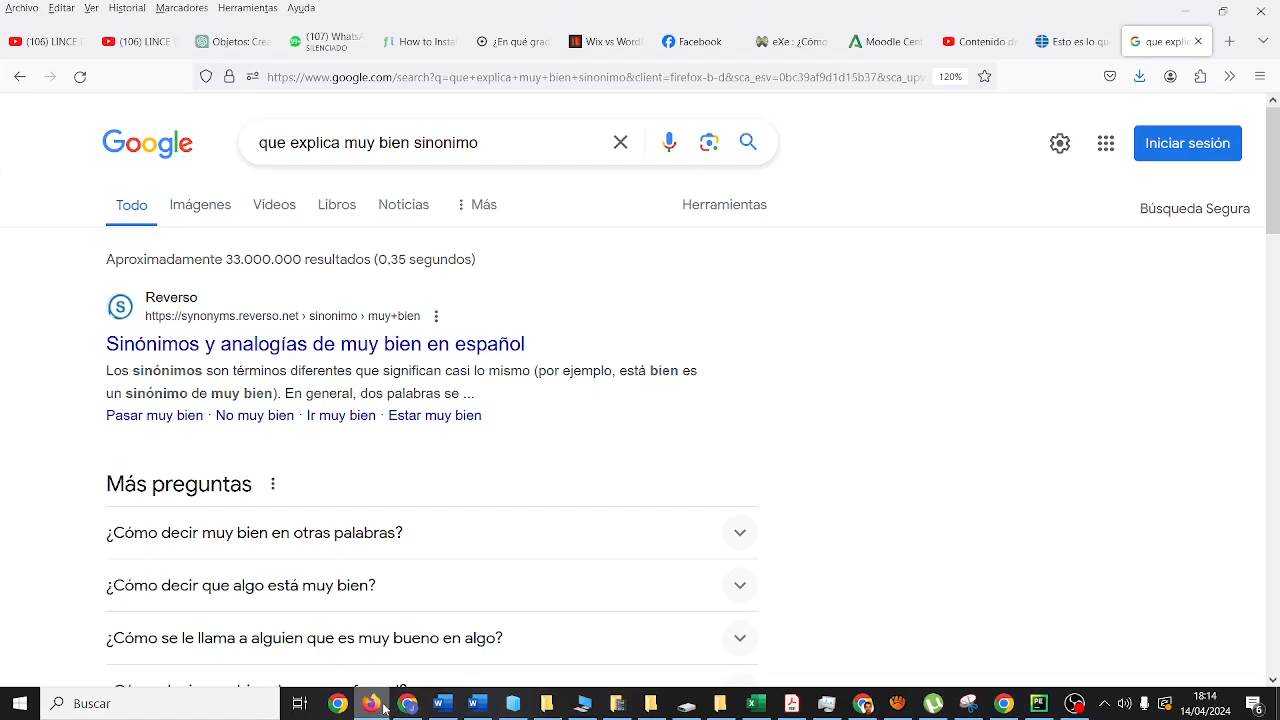 Archivo Editar Ver Historial Marcadores Herramientas Ayuda
(106) LINCE
(106) LINCE
Objetos: Cre
(107) Whats
SILENCIADO
How to Insta
¿En qué grac
Wix vs Word
Facebook
eXe : ¿Cómo
Moodle Cent
Contenido de
Esto es lo que
que explic
https://www.google.com/search?q=que+explica+muy+bien+sinonimo&client=firefox-b-d&sca_esv=0bc39af9d1d15b37&sca_upv
120%
Google
que explica muy bien sinonimo
Iniciar sesión
Todo Imágenes Videos Libros Noticias Más Herramientas
Búsqueda Segura
Aproximadamente 33.000.000 resultados (0,35 segundos)
Reverso
https://synonyms.reverso.net › sinonimo › muy+bien
Sinónimos y analogías de muy bien en español
Los sinónimos son términos diferentes que significan casi lo mismo (por ejemplo, está bien es
un sinónimo de muy bien). En general, dos palabras se ...
Pasar muy bien · No muy bien · Ir muy bien · Estar muy bien
Más preguntas
¿Cómo decir muy bien en otras palabras?
¿Cómo decir que algo está muy bien?
¿Cómo se le llama a alguien que es muy bueno en algo?
Buscar
18:14
14/04/2024
6